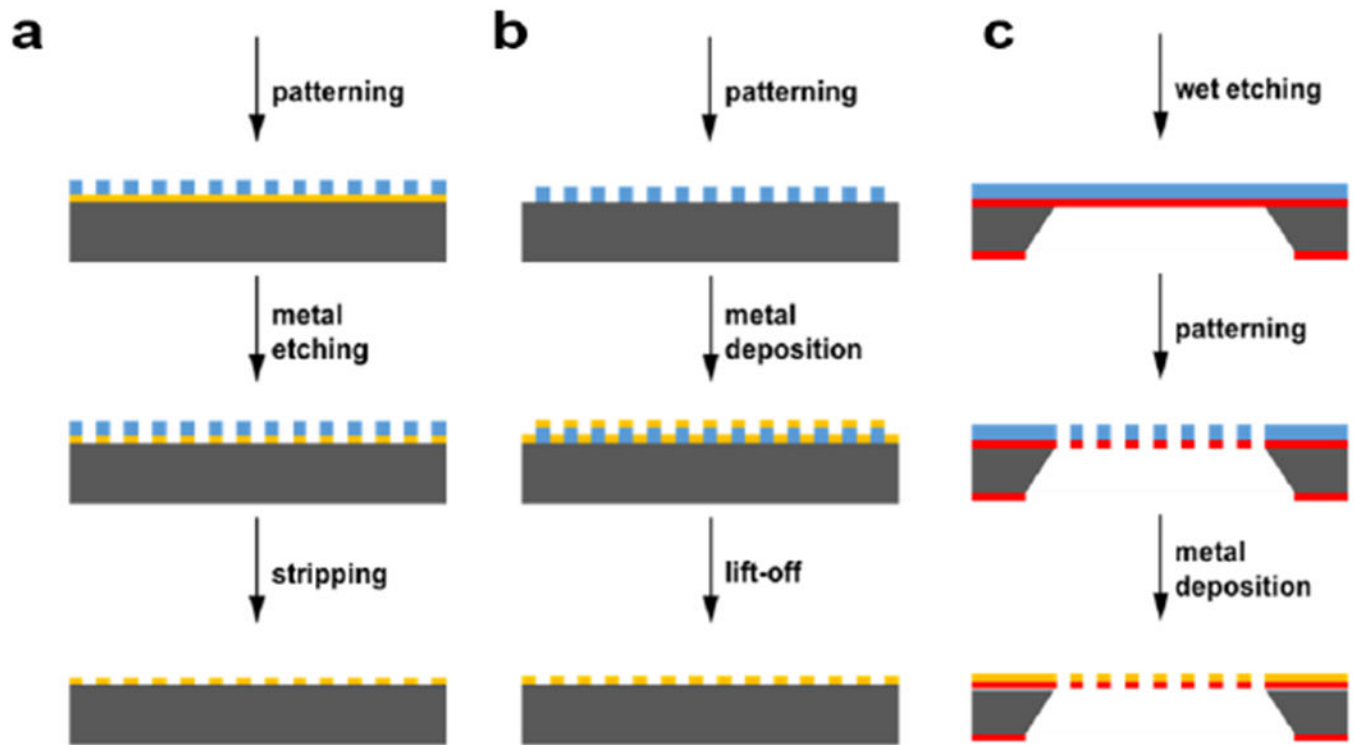 a
patterning
metal
etching
stripping
b
patterning
metal
deposition
lift-off
c
wet etching
patterning
metal
deposition